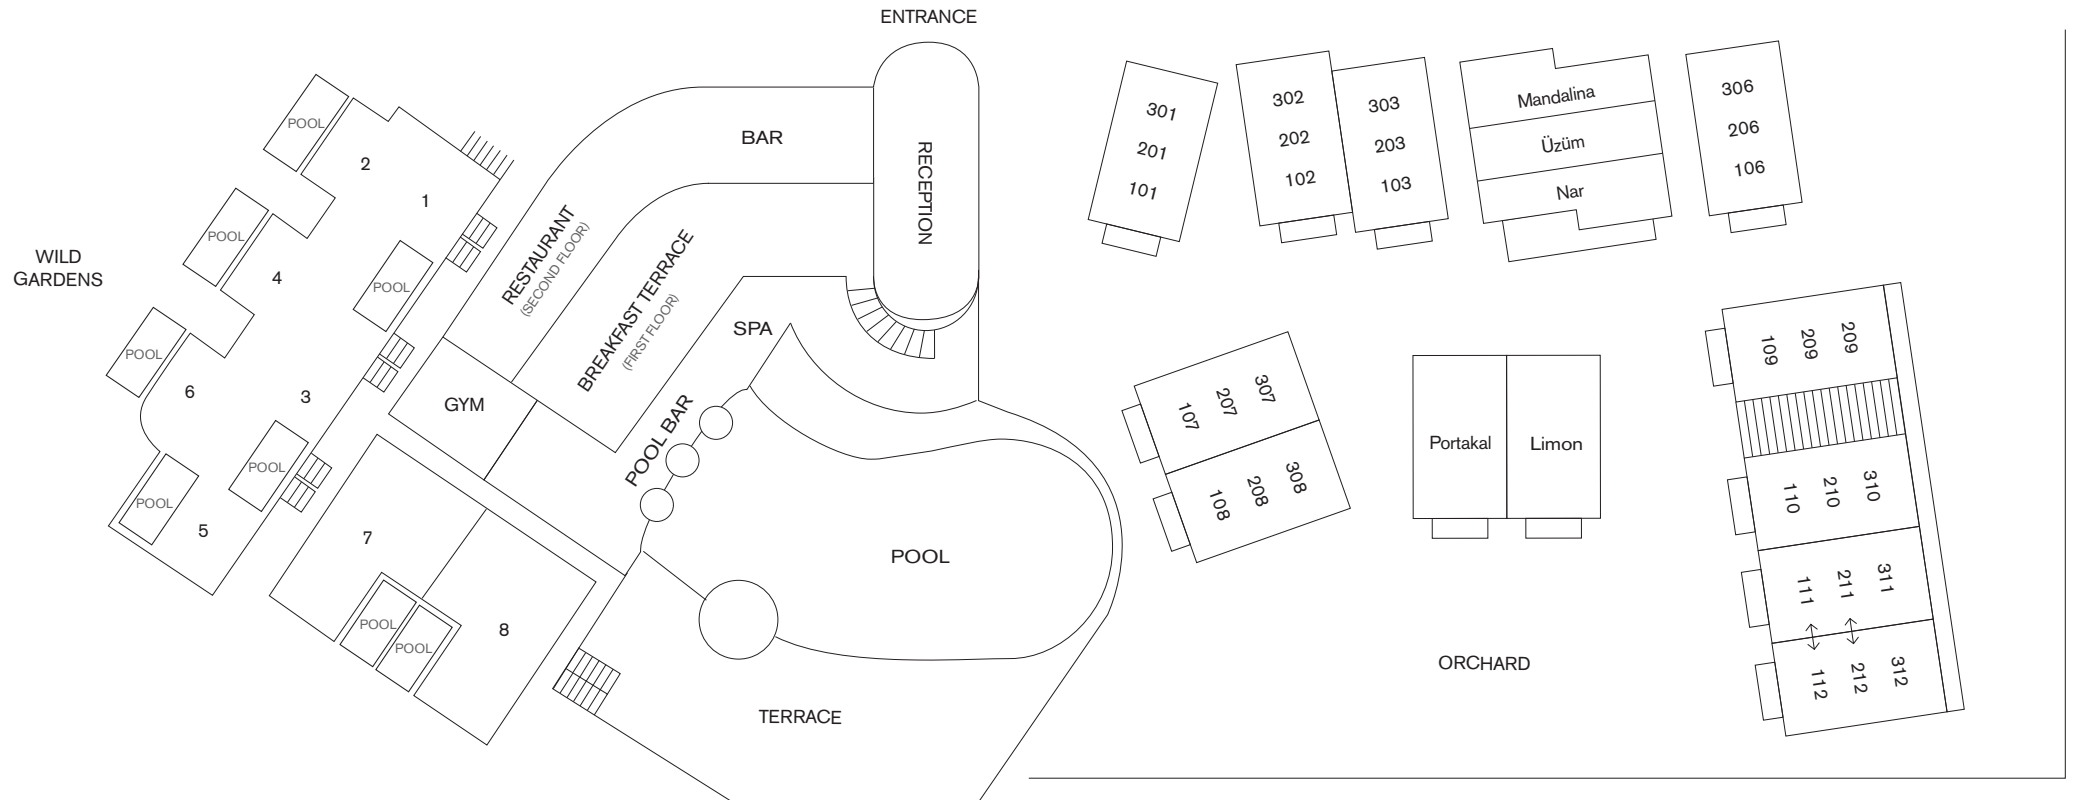 ENTRANCE
WILD
GARDENS
POOL
2
1
POOL
4
POOL
POOL
6
3
POOL
POOL
5
7
8
POOL
POOL
BAR
RECEPTION
RESTAURANT
(SECOND FLOOR)
BREAKFAST TERRACE
(FIRST FLOOR)
GYM
SPA
POOL BAR
POOL
TERRACE
301
201
101
302
202
102
303
203
103
Mandalina
Üzüm
Nar
306
206
106
107 207 307
108 208 308
Portakal
Limon
109 209 209
110 210 310
111 211 311
112 212 312
ORCHARD